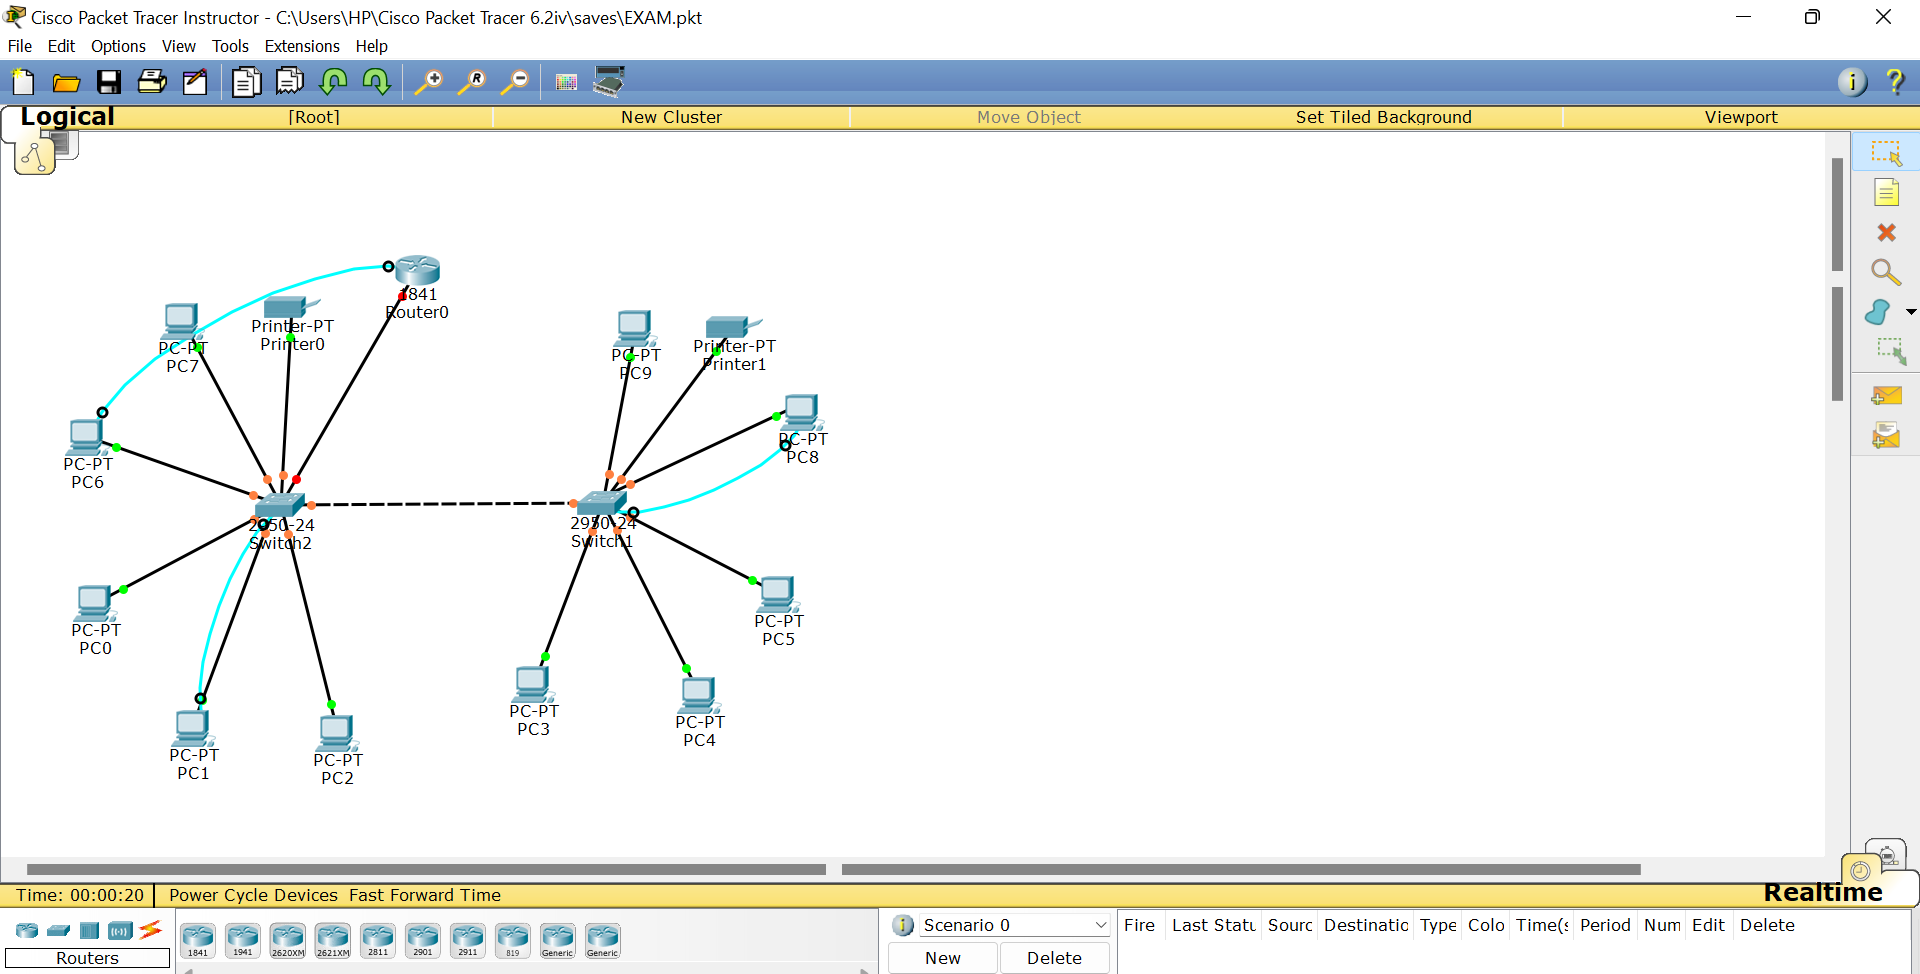 Cisco Packet Tracer Instructor - C:\Users\HP\Cisco Packet Tracer 6.2iv\saves\EXAM.pkt
File Edit Options View Tools Extensions Help
Logical [Root] New Cluster Move Object Set Tiled Background Viewport
1841
Router0
Printer-PT
Printer0
PC-PT
PC7
PC-PT
PC9
Printer-PT
Printer1
PC-PT
PC8
PC-PT
PC6
2950-24
Switch2
2950-24
Switch1
PC-PT
PC0
PC-PT
PC5
PC-PT
PC3
PC-PT
PC4
PC-PT
PC1
PC-PT
PC2
Time: 00:00:20 Power Cycle Devices Fast Forward Time Realtime
Scenario 0 Fire Last Statu Sourc Destinatic Type Colo Time(s Period Num Edit Delete
1841 1941 2620XM 2621XM 2811 2901 2911 819 Generic Generic
Routers New Delete